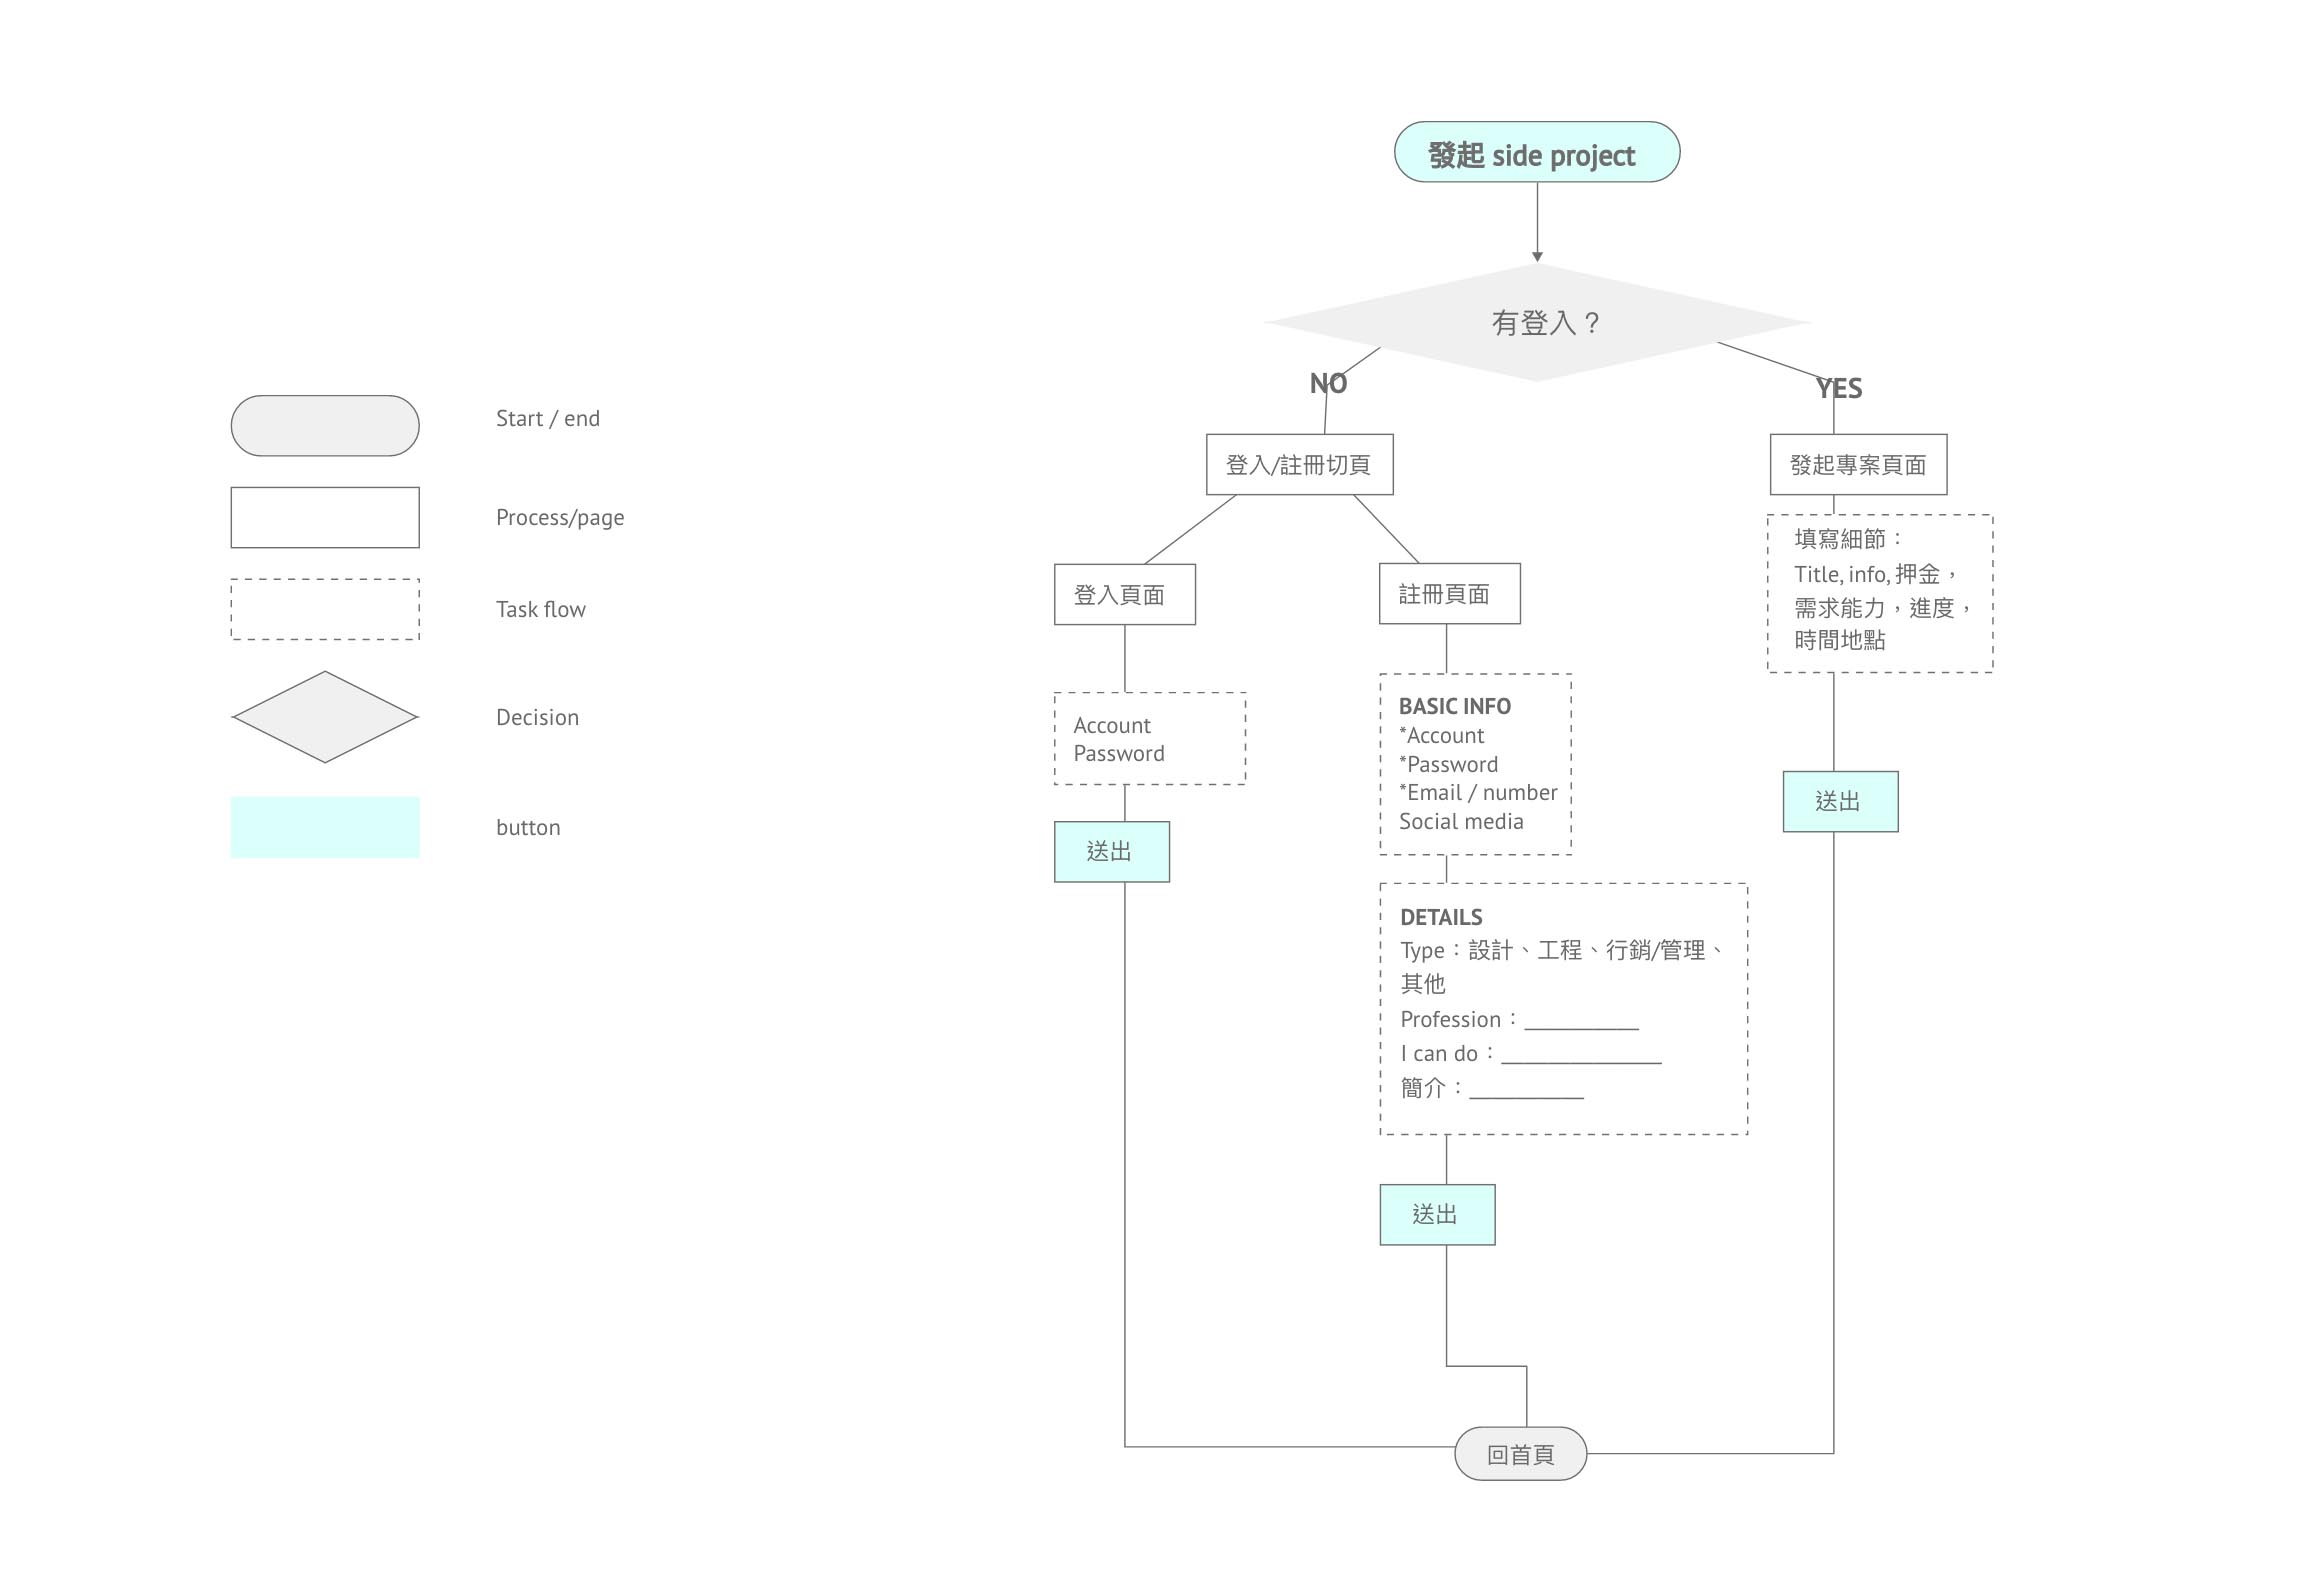 發起 side project
有登入？
NO
YES
Start / end
Process/page
Task flow
Decision
button
登入/註冊切頁
發起專案頁面
填寫細節：
Title, info, 押金，
需求能力，進度，
時間地點
登入頁面
註冊頁面
Account
Password
送出
BASIC INFO
*Account
*Password
*Email / number
Social media
送出
DETAILS
Type：設計、工程、行銷/管理、
其他
Profession：__________
I can do：______________
簡介：__________
送出
回首頁